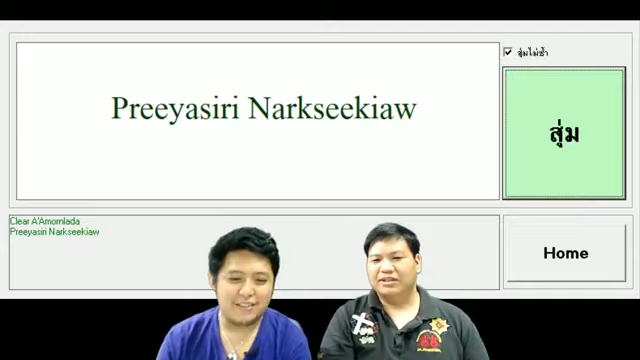 Preeyasiri Narkseekiaw
สุ่มไม่ซ้ำ
สุ่ม
Clear A'Amornlada
Preeyasiri Narkseekiaw
Home